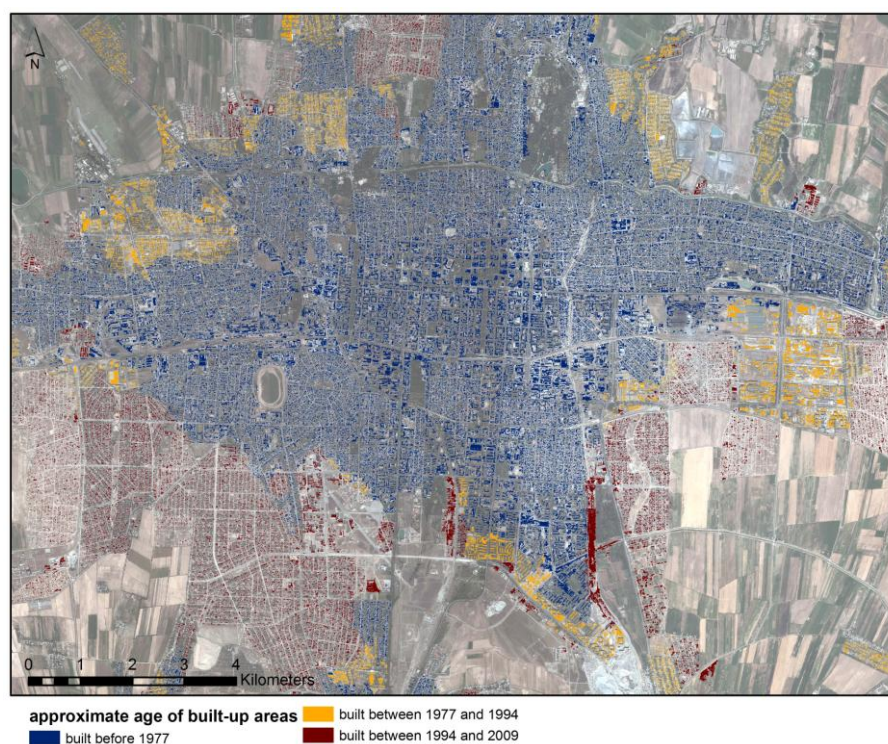 N
0 1 2 3 4
Kilometers
approximate age of built-up areas
built before 1977
built between 1977 and 1994
built between 1994 and 2009